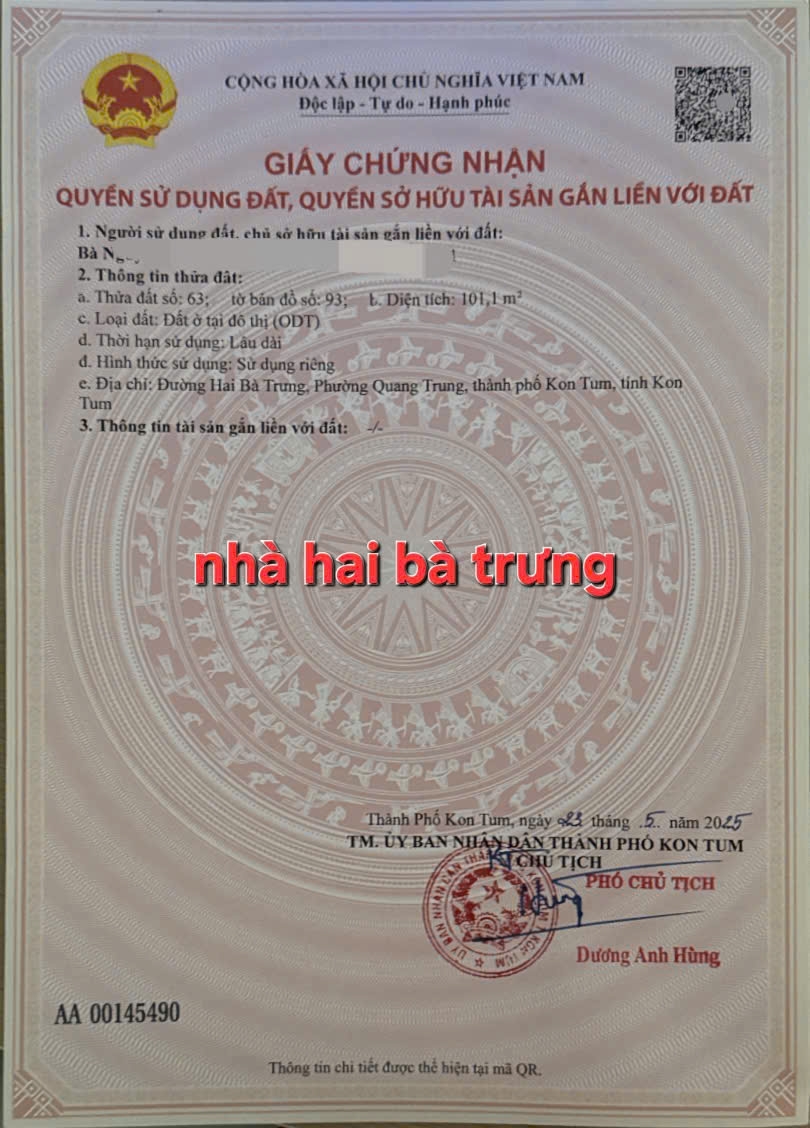 CỘNG HÒA XÃ HỘI CHỦ NGHĨA VIỆT NAM
Độc lập - Tự do - Hạnh phúc
GIẤY CHỨNG NHẬN
QUYỀN SỬ DỤNG ĐẤT, QUYỀN SỞ HỮU TÀI SẢN GẮN LIỀN VỚI ĐẤT
1. Người sử dụng đất, chủ sở hữu tài sản gắn liền với đất:
Bà
2. Thông tin thửa đất:
a. Thửa đất số: 63; tờ bản đồ số: 93; b. Diện tích: 101,1 m²
c. Loại đất: Đất ở tại đô thị (ODT)
d. Thời hạn sử dụng: Lâu dài
đ. Hình thức sử dụng: Sử dụng riêng
e. Địa chỉ: Đường Hai Bà Trưng, Phường Quang Trung, thành phố Kon Tum, tỉnh Kon
Tum
3. Thông tin tài sản gắn liền với đất: -/-
nhà hai bà trưng
Thành Phố Kon Tum, ngày 23 tháng 5 năm 2025
TM. ỦY BAN NHÂN DÂN THÀNH PHỐ KON TUM
KT CHỦ TỊCH
PHÓ CHỦ TỊCH
Dương Anh Hùng
AA 00145490
Thông tin chi tiết được thể hiện tại mã QR.